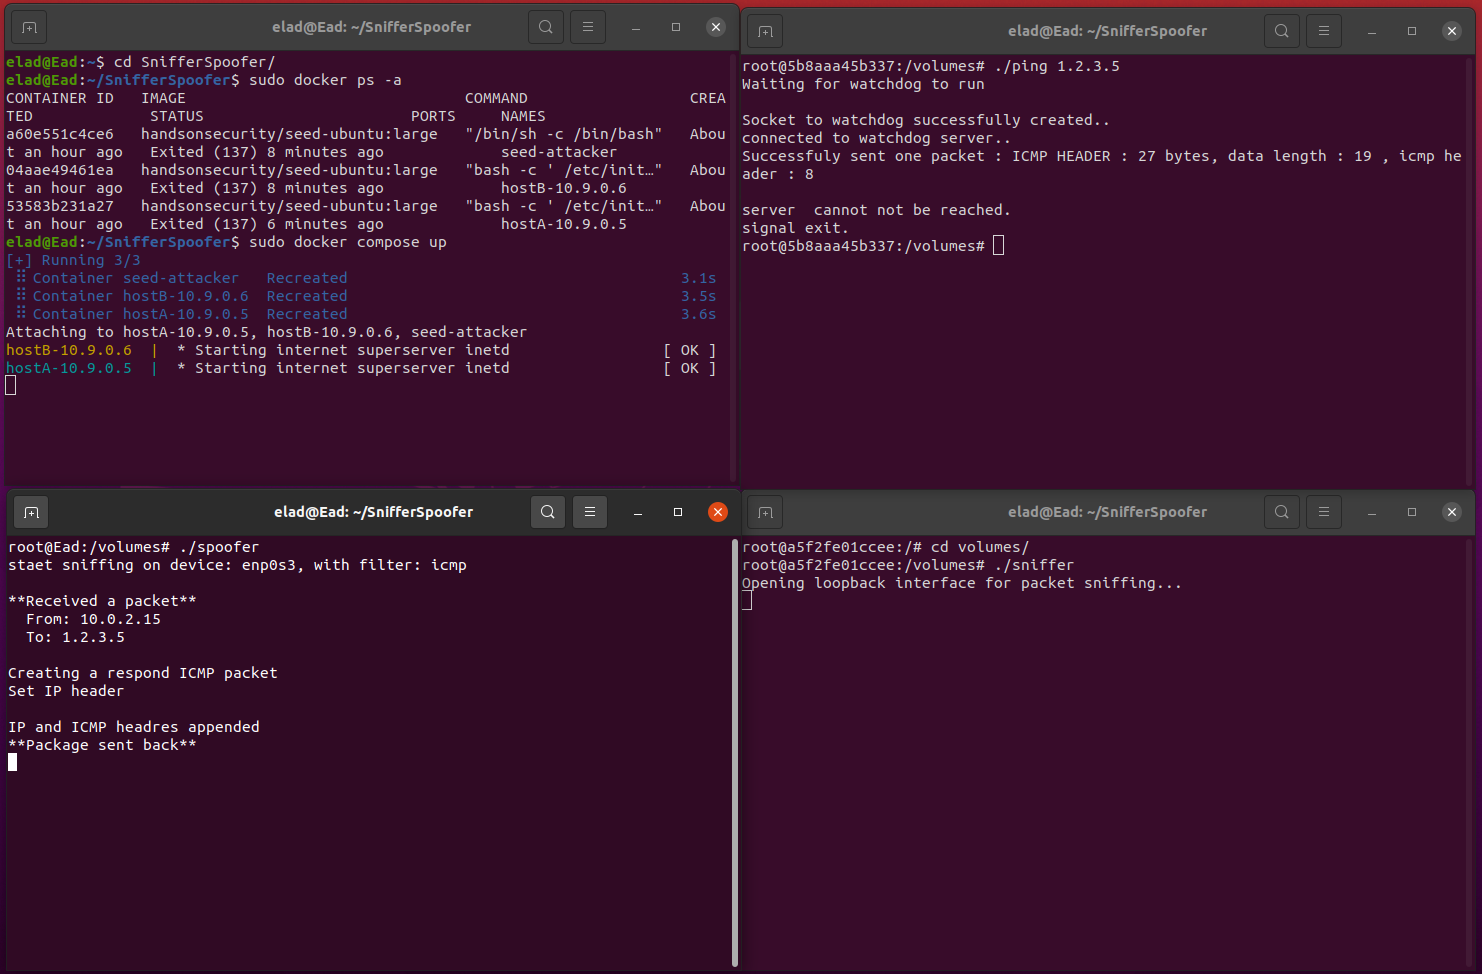 elad@Ead: ~/SnifferSpoofer
elad@Ead:~$ cd SnifferSpoofer/
elad@Ead:~/SnifferSpoofer$ sudo docker ps -a
CONTAINER ID   IMAGE                               COMMAND                  CREA
TED             STATUS                       PORTS     NAMES
a60e551c4ce6   handsonsecurity/seed-ubuntu:large   "/bin/sh -c /bin/bash"   Abou
t an hour ago   Exited (137) 8 minutes ago             seed-attacker
04aae49461ea   handsonsecurity/seed-ubuntu:large   "bash -c ' /etc/init…"   Abou
t an hour ago   Exited (137) 8 minutes ago             hostB-10.9.0.6
53583b231a27   handsonsecurity/seed-ubuntu:large   "bash -c ' /etc/init…"   Abou
t an hour ago   Exited (137) 6 minutes ago             hostA-10.9.0.5
elad@Ead:~/SnifferSpoofer$ sudo docker compose up
[+] Running 3/3
⠿ Container seed-attacker   Recreated                                     3.1s
⠿ Container hostB-10.9.0.6  Recreated                                     3.5s
⠿ Container hostA-10.9.0.5  Recreated                                     3.6s
Attaching to hostA-10.9.0.5, hostB-10.9.0.6, seed-attacker
hostB-10.9.0.6  |  * Starting internet superserver inetd                 [ OK ]
hostA-10.9.0.5  |  * Starting internet superserver inetd                 [ OK ]
elad@Ead: ~/SnifferSpoofer
root@5b8aaa45b337:/volumes# ./ping 1.2.3.5
Waiting for watchdog to run
Socket to watchdog successfully created..
connected to watchdog server..
Successfuly sent one packet : ICMP HEADER : 27 bytes, data length : 19 , icmp he
ader : 8
server  cannot not be reached.
signal exit.
root@5b8aaa45b337:/volumes#
elad@Ead: ~/SnifferSpoofer
root@Ead:/volumes# ./spoofer
staet sniffing on device: enp0s3, with filter: icmp
**Received a packet**
From: 10.0.2.15
To: 1.2.3.5
Creating a respond ICMP packet
Set IP header
IP and ICMP headres appended
**Package sent back**
elad@Ead: ~/SnifferSpoofer
root@a5f2fe01ccee:/# cd volumes/
root@a5f2fe01ccee:/volumes# ./sniffer
Opening loopback interface for packet sniffing...